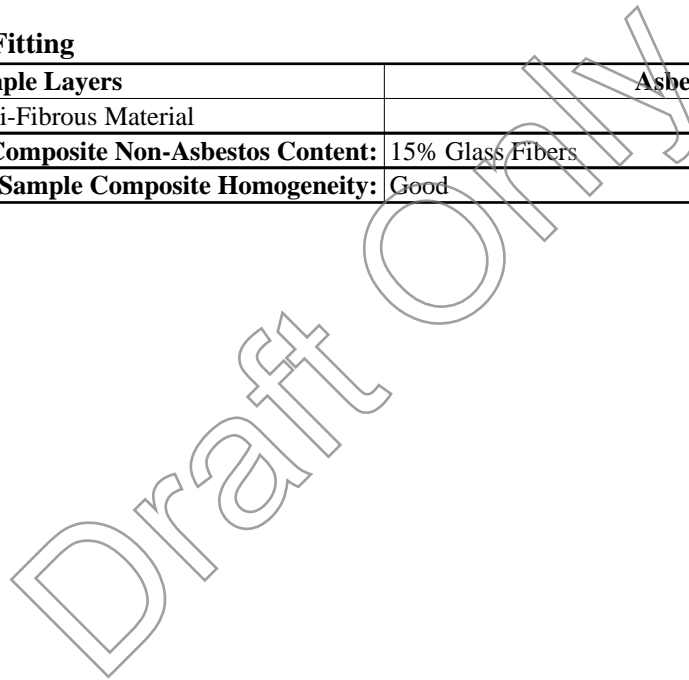 Fitting
ple Layers Asbe
i-Fibrous Material
Composite Non-Asbestos Content: 15% Glass Fibers
Sample Composite Homogeneity: Good
Draft Only